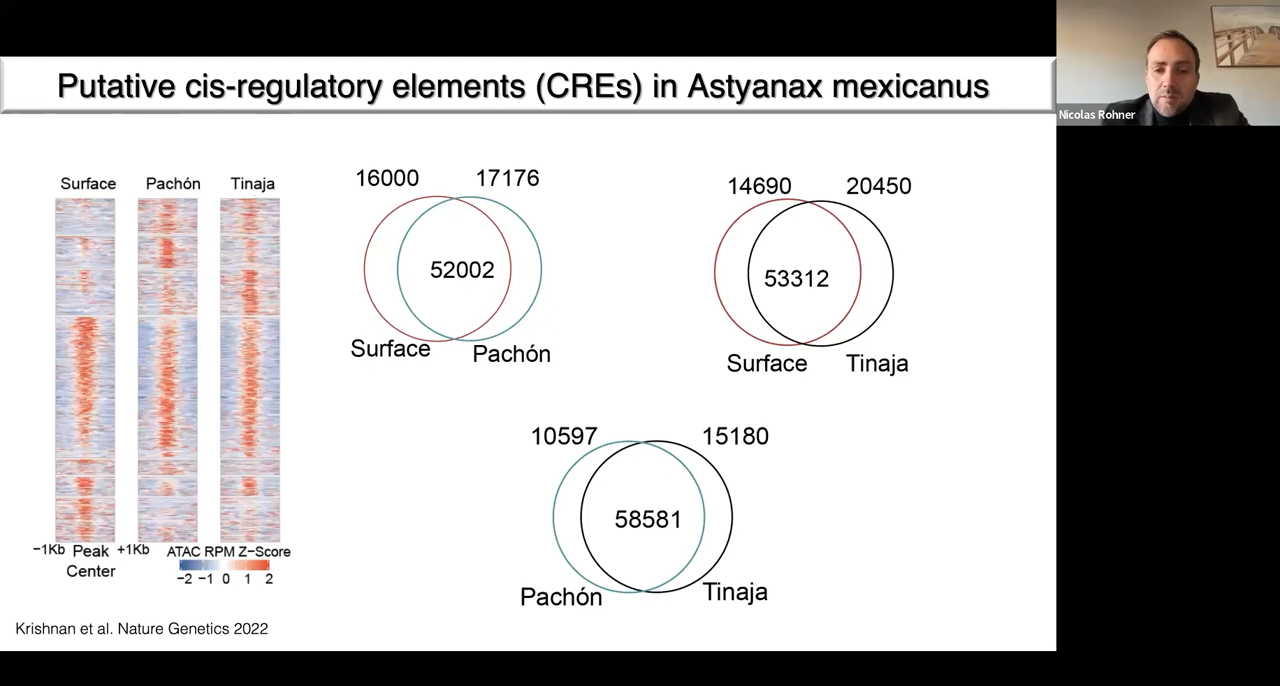 Putative cis-regulatory elements (CREs) in Astyanax mexicanus
Nicolas Rohner
Surface Pachón Tinaja
−1Kb Peak Center +1Kb
ATAC RPM Z−Score
−2 −1 0 1 2
16000 17176
52002
Surface Pachón
14690 20450
53312
Surface Tinaja
10597 15180
58581
Pachón Tinaja
Krishnan et al. Nature Genetics 2022